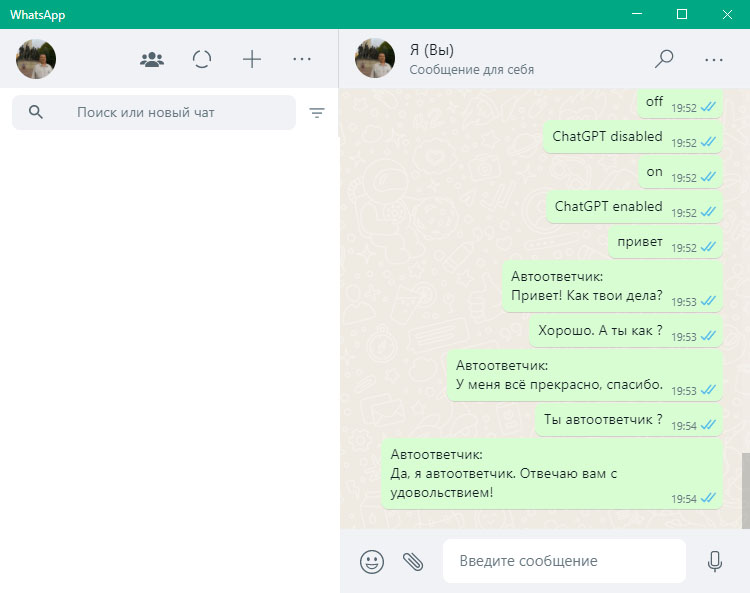 WhatsApp
Я (Вы)
Сообщение для себя
Поиск или новый чат
off
19:52
ChatGPT disabled
19:52
on
19:52
ChatGPT enabled
19:52
привет
19:52
Автоответчик:
Привет! Как твои дела?
19:53
Хорошо. А ты как ?
19:53
Автоответчик:
У меня всё прекрасно, спасибо.
19:53
Ты автоответчик ?
19:54
Автоответчик:
Да, я автоответчик. Отвечаю вам с
удовольствием!
19:54
Введите сообщение